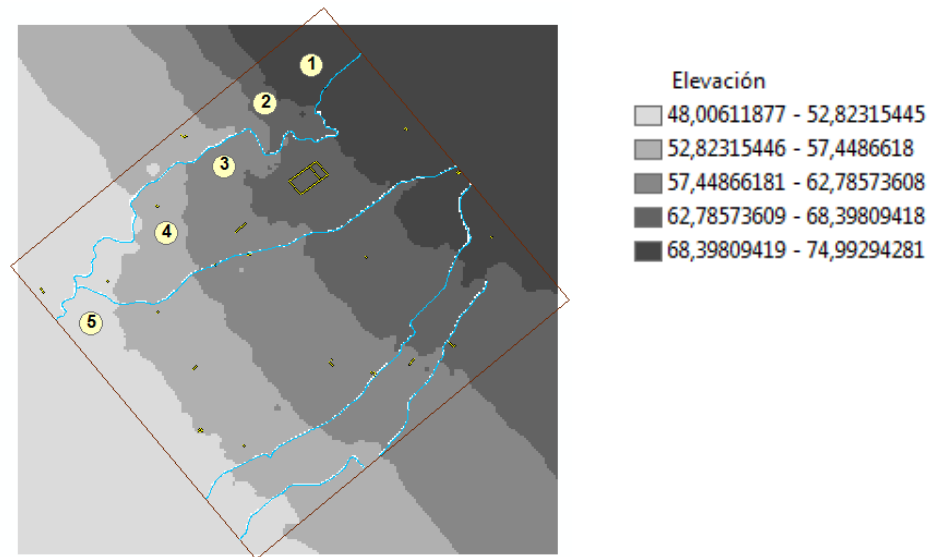 1
2
3
4
5
Elevación
48,00611877 - 52,82315445
52,82315446 - 57,4486618
57,44866181 - 62,78573608
62,78573609 - 68,39809418
68,39809419 - 74,99294281